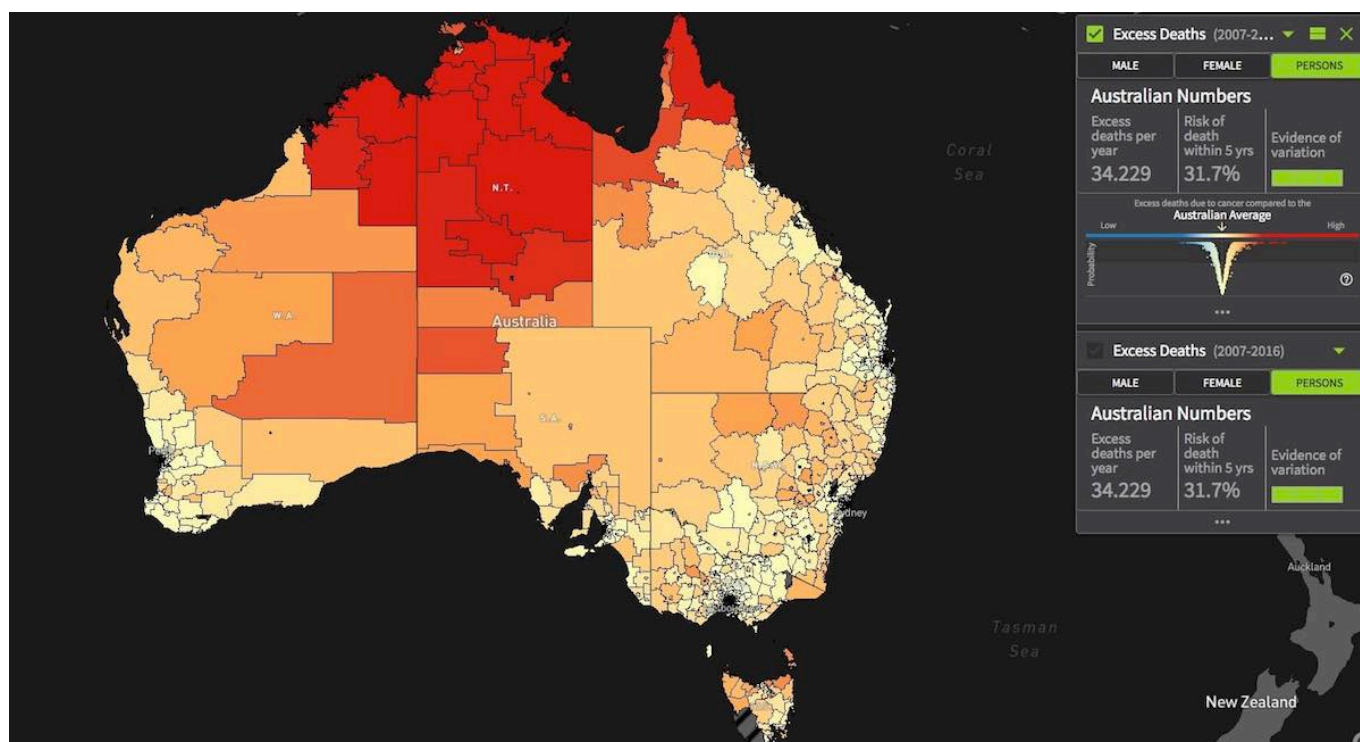 Excess Deaths (2007-2...
MALE FEMALE PERSONS
Australian Numbers
Excess deaths per year
Risk of death within 5 yrs
Evidence of variation
34.229 31.7%
Excess deaths due to cancer compared to the
Australian Average
Low High
Probability
Excess Deaths (2007-2016)
MALE FEMALE PERSONS
Australian Numbers
Excess deaths per year
Risk of death within 5 yrs
Evidence of variation
34.229 31.7%
Coral
Sea
N.T.
Australia
W.A.
S.A.
Sydney
Tasman
Sea
Auckland
New Zealand